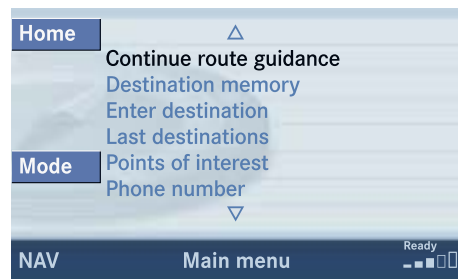 Home
Continue route guidance
Destination memory
Enter destination
Last destinations
Mode
Points of interest
Phone number
NAV
Main menu
Ready